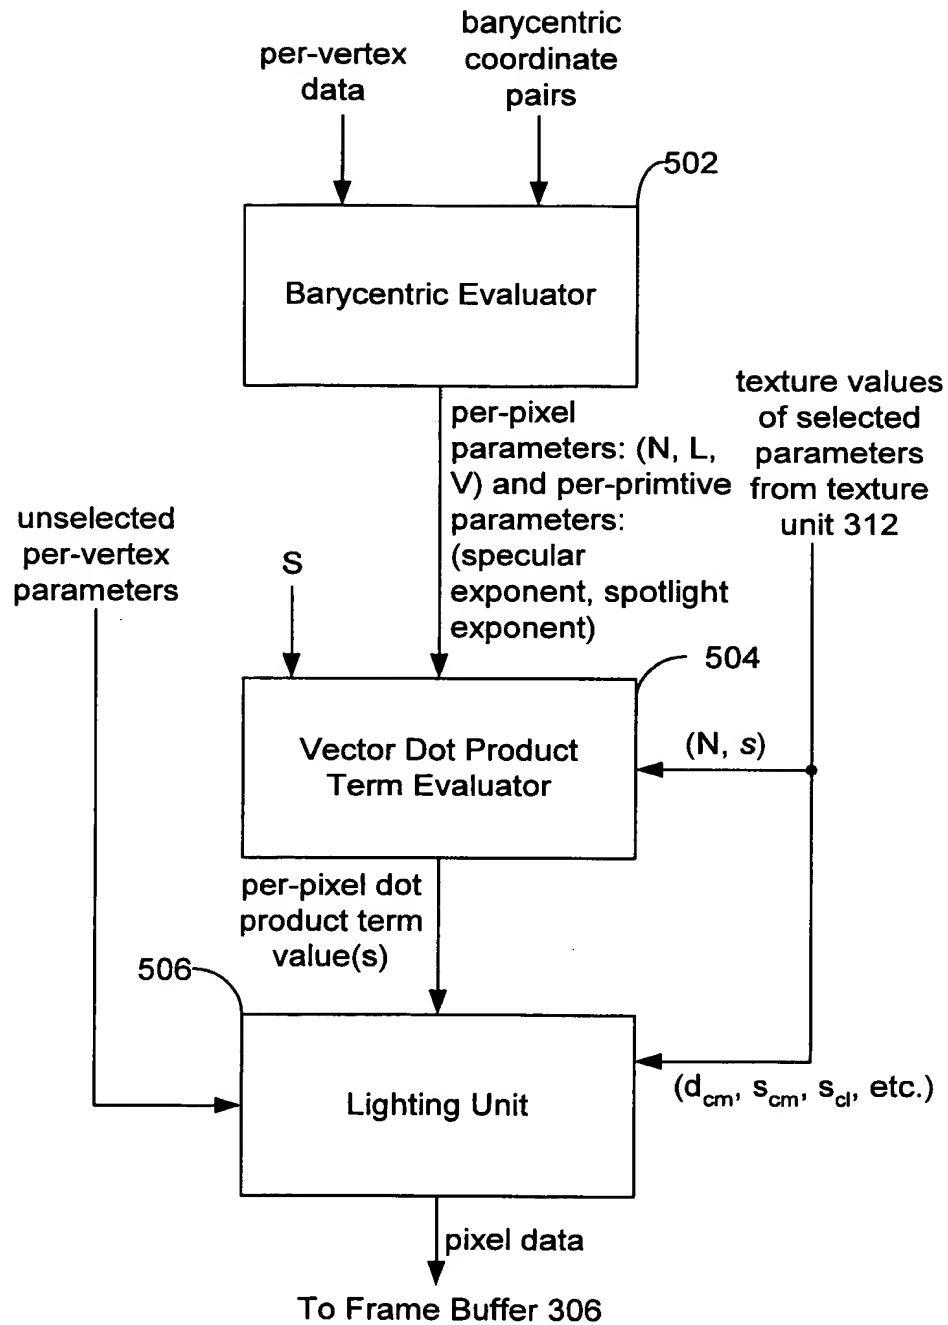 per-vertex
data
barycentric
coordinate
pairs
502
Barycentric Evaluator
per-pixel
parameters: (N, L,
V) and per-primtive
parameters:
(specular
exponent, spotlight
exponent)
texture values
of selected
parameters
from texture
unit 312
unselected
per-vertex
parameters
S
504
Vector Dot Product
Term Evaluator
(N, s)
per-pixel dot
product term
value(s)
506
Lighting Unit
(dcm, scm, scl, etc.)
pixel data
To Frame Buffer 306